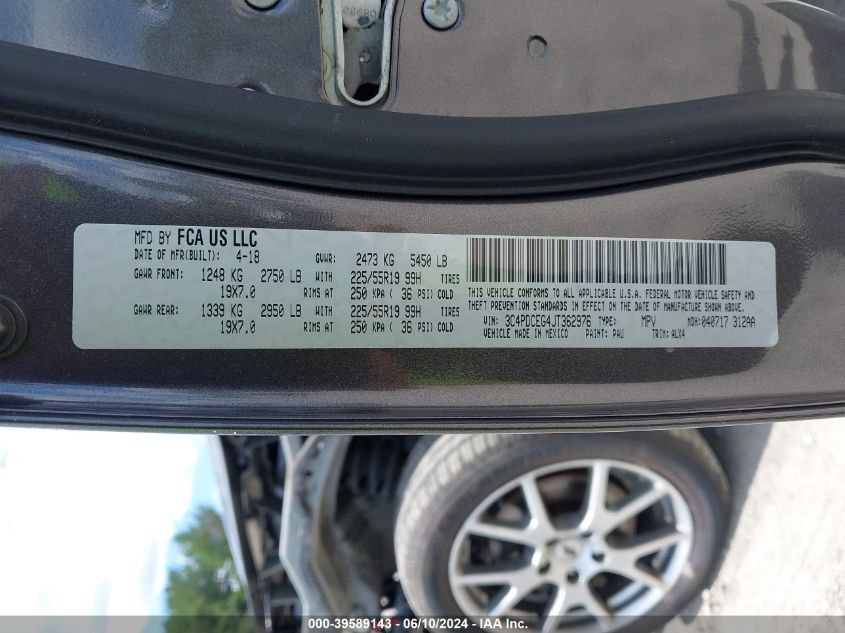 MFD BY FCA US LLC
DATE OF MFR(BUILT): 4-18 GVWR: 2473 KG 5450 LB
GAWR FRONT: 1248 KG 2750 LB WITH 225/55R19 99H TIRES
19X7.0 RIMS AT 250 KPA ( 36 PSI) COLD
GAWR REAR: 1339 KG 2950 LB WITH 225/55R19 99H TIRES
19X7.0 RIMS AT 250 KPA ( 36 PSI) COLD
THIS VEHICLE CONFORMS TO ALL APPLICABLE U.S.A. FEDERAL MOTOR VEHICLE SAFETY AND
THEFT PREVENTION STANDARDS IN EFFECT ON THE DATE OF MANUFACTURE SHOWN ABOVE.
VIN: 3C4PDCEG4JT362976 TYPE: MPV MDH: 040717 312AA
VEHICLE MADE IN MEXICO PAINT: PAU TRIM: ALX4
00-39589143 - 06/10/2024 - IAA Inc.